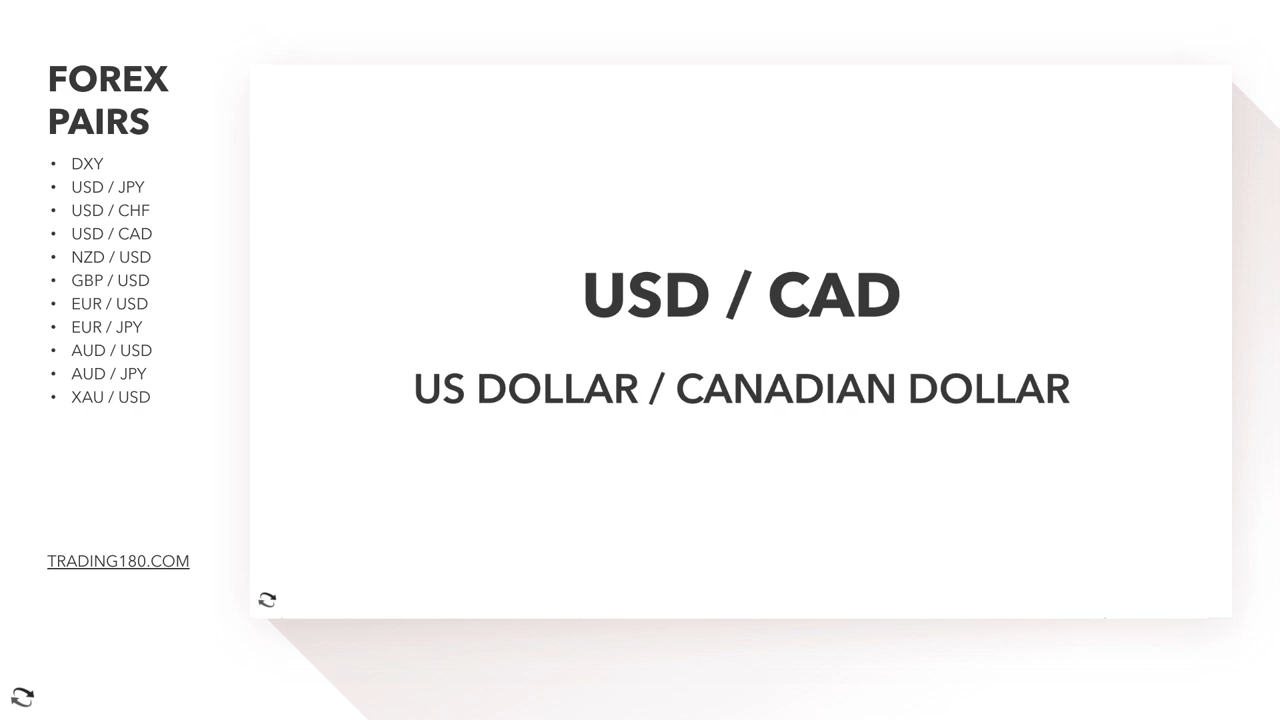 FOREX
PAIRS
• DXY
• USD / JPY
• USD / CHF
• USD / CAD
• NZD / USD
• GBP / USD
• EUR / USD
• EUR / JPY
• AUD / USD
• AUD / JPY
• XAU / USD
TRADING180.COM
USD / CAD
US DOLLAR / CANADIAN DOLLAR